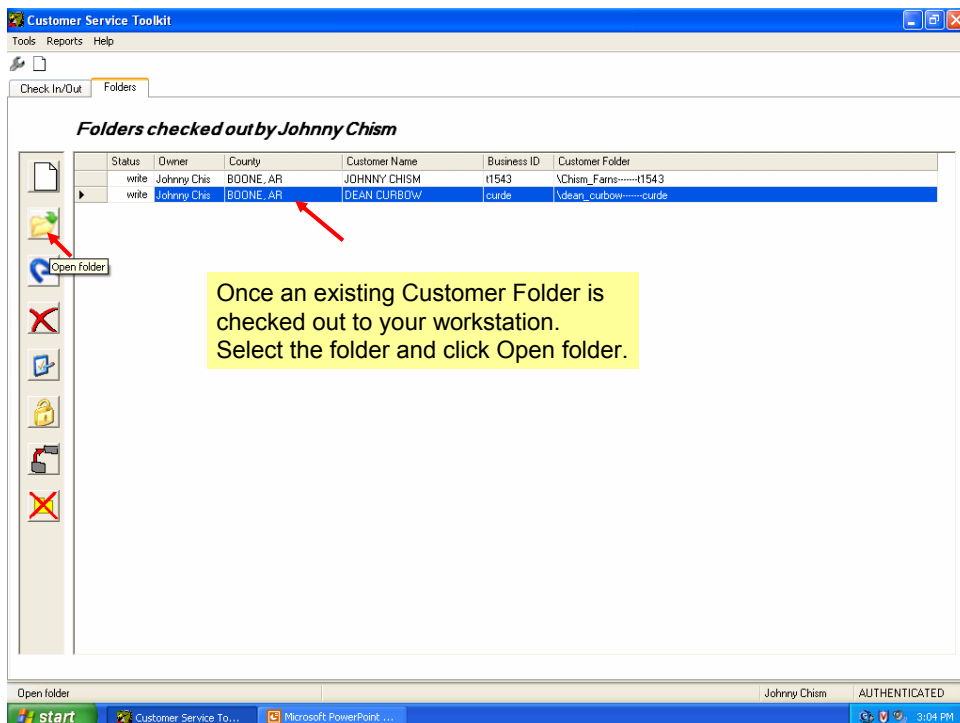 Customer Service Toolkit
Tools Reports Help
Check In/Out Folders
Folders checked out by Johnny Chism
Status Owner County Customer Name Business ID Customer Folder
write Johnny Chis BOONE, AR JOHNNY CHISM t1543 \Chism_Farns-------t1543
write Johnny Chis BOONE, AR DEAN CURBOW curde \dean_curbow-------curde
Open folder
Once an existing Customer Folder is
checked out to your workstation.
Select the folder and click Open folder.
Open folder Johnny Chism AUTHENTICATED
start Customer Service To... Microsoft PowerPoint ... 3:04 PM